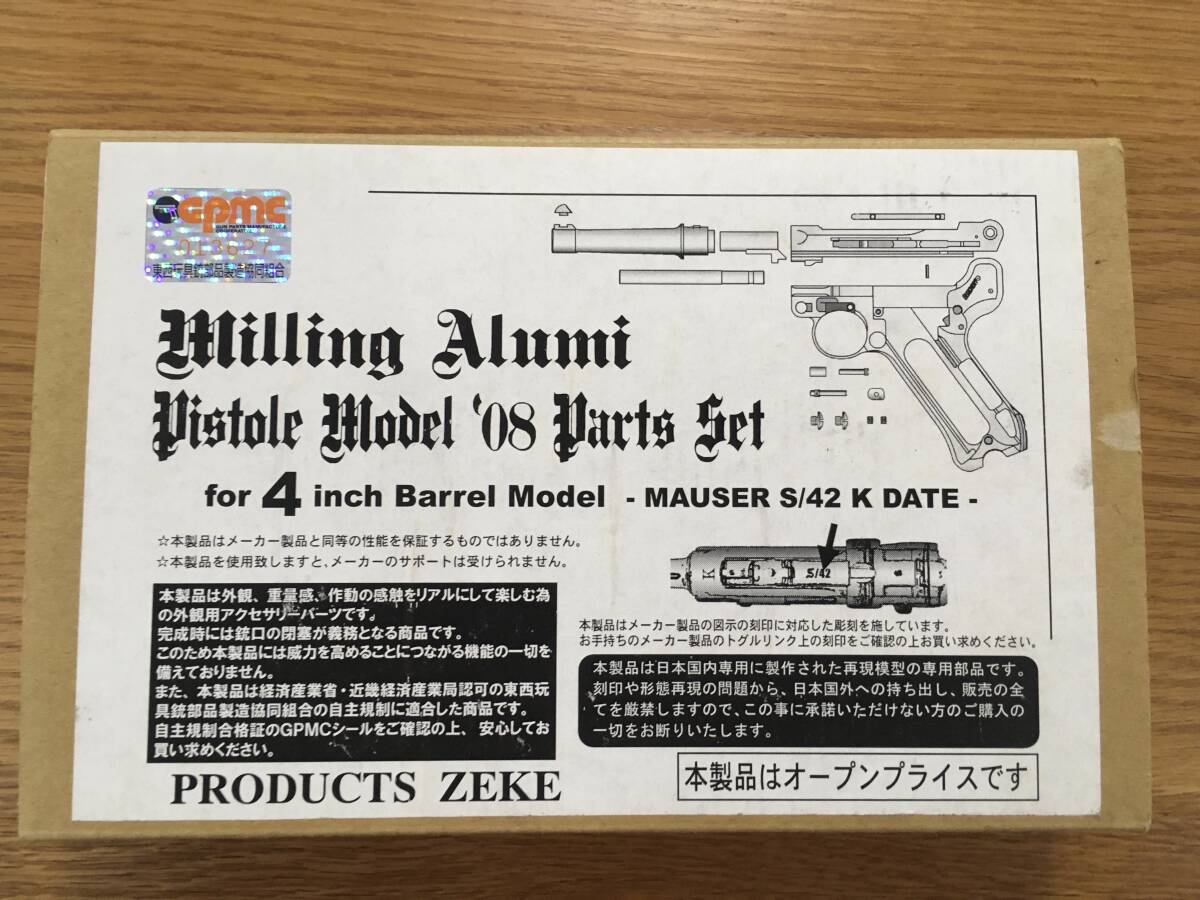 GPMC
GUN PARTS MANUFACTURE
COOPERATION
013627
東西玩具銃部品製造協同組合
Milling Alumi
Pistole Model '08 Parts Set
for 4 inch Barrel Model - MAUSER S/42 K DATE -
☆本製品はメーカー製品と同等の性能を保証するものではありません。
☆本製品を使用致しますと、メーカーのサポートは受けられません。
K S/42
本製品は外観、重量感、作動の感触をリアルにして楽しむ為
の外観用アクセサリーパーツです。
完成時には銃口の閉塞が義務となる商品です。
このため本製品には威力を高めることにつながる機能の一切を
備えておりません。
また、本製品は経済産業省・近畿経済産業局認可の東西玩
具銃部品製造協同組合の自主規制に適合した商品です。
自主規制合格証のGPMCシールをご確認の上、安心してお
買い求めください。
本製品はメーカー製品の図示の刻印に対応した彫刻を施しています。
お手持ちのメーカー製品のトグルリンク上の刻印をご確認の上お買い求めください。
本製品は日本国内専用に製作された再現模型の専用部品です。
刻印や形態再現の問題から、日本国外への持ち出し、販売の全
てを厳禁しますので、この事に承諾いただけない方のご購入の
一切をお断りいたします。
PRODUCTS ZEKE
本製品はオープンプライスです